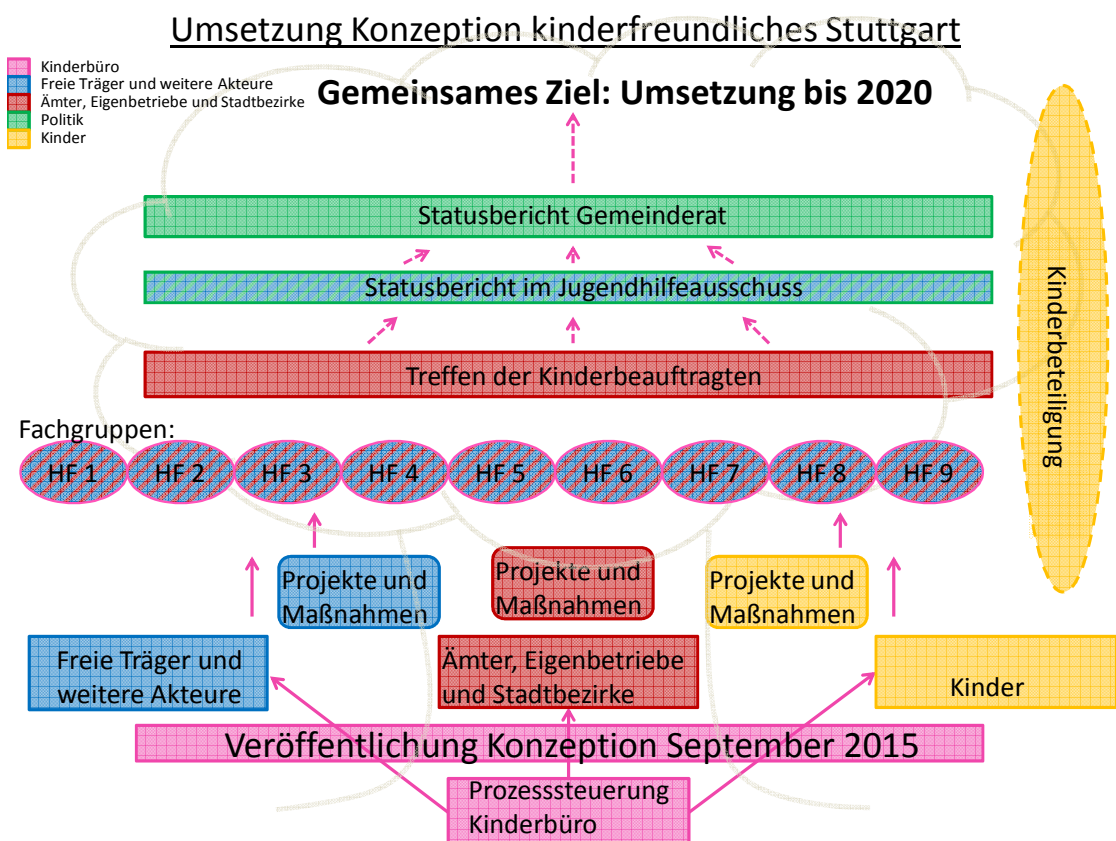 Umsetzung Konzeption kinderfreundliches Stuttgart
Kinderbüro
Freie Träger und weitere Akteure
Ämter, Eigenbetriebe und Stadtbezirke
Politik
Kinder
Gemeinsames Ziel: Umsetzung bis 2020
Statusbericht Gemeinderat
Statusbericht im Jugendhilfeausschuss
Treffen der Kinderbeauftragten
Kinderbeteiligung
Fachgruppen:
HF 1
HF 2
HF 3
HF 4
HF 5
HF 6
HF 7
HF 8
HF 9
Projekte und
Maßnahmen
Projekte und
Maßnahmen
Projekte und
Maßnahmen
Freie Träger und
weitere Akteure
Ämter, Eigenbetriebe
und Stadtbezirke
Kinder
Veröffentlichung Konzeption September 2015
Prozesssteuerung
Kinderbüro